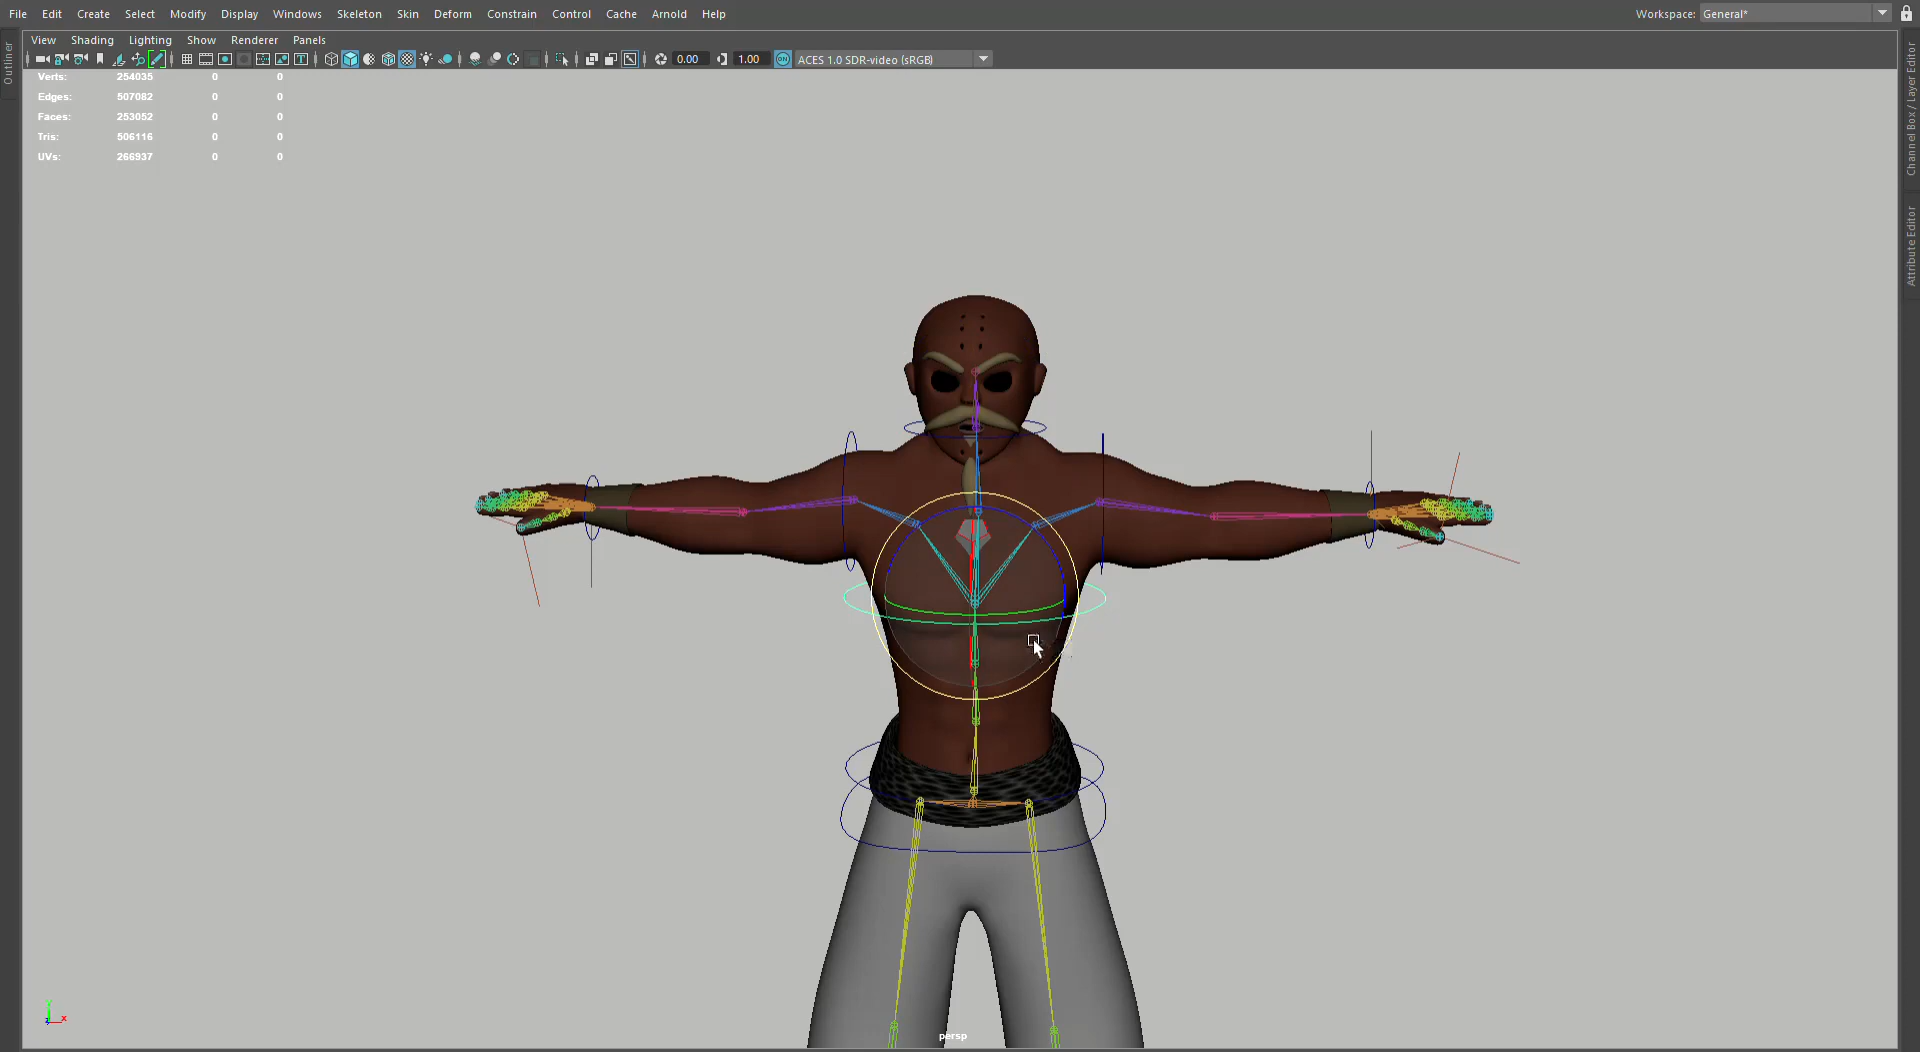 File Edit Create Select Modify Display Windows Skeleton Skin Deform Constrain Control Cache Arnold Help Workspace: General*
View Shading Lighting Show Renderer Panels
0.00 1.00 ON ACES 1.0 SDR-video (sRGB)
Verts: 254035 0 0
Edges: 507082 0 0
Faces: 253052 0 0
Tris: 506116 0 0
UVs: 266937 0 0
Outliner
Channel Box / Layer Editor
Attribute Editor
y
z x
persp